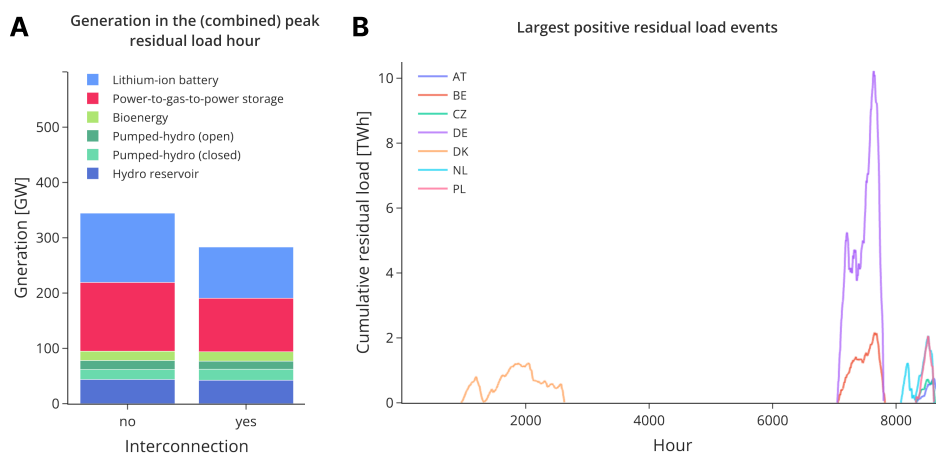 A
Generation in the (combined) peak
residual load hour
Lithium-ion battery
Power-to-gas-to-power storage
Bioenergy
Pumped-hydro (open)
Pumped-hydro (closed)
Hydro reservoir
Gneration [GW]
500
400
300
200
100
0
no
yes
Interconnection
B
Largest positive residual load events
AT
BE
CZ
DE
DK
NL
PL
Cumulative residual load [TWh]
10
8
6
4
2
0
2000
4000
6000
8000
Hour